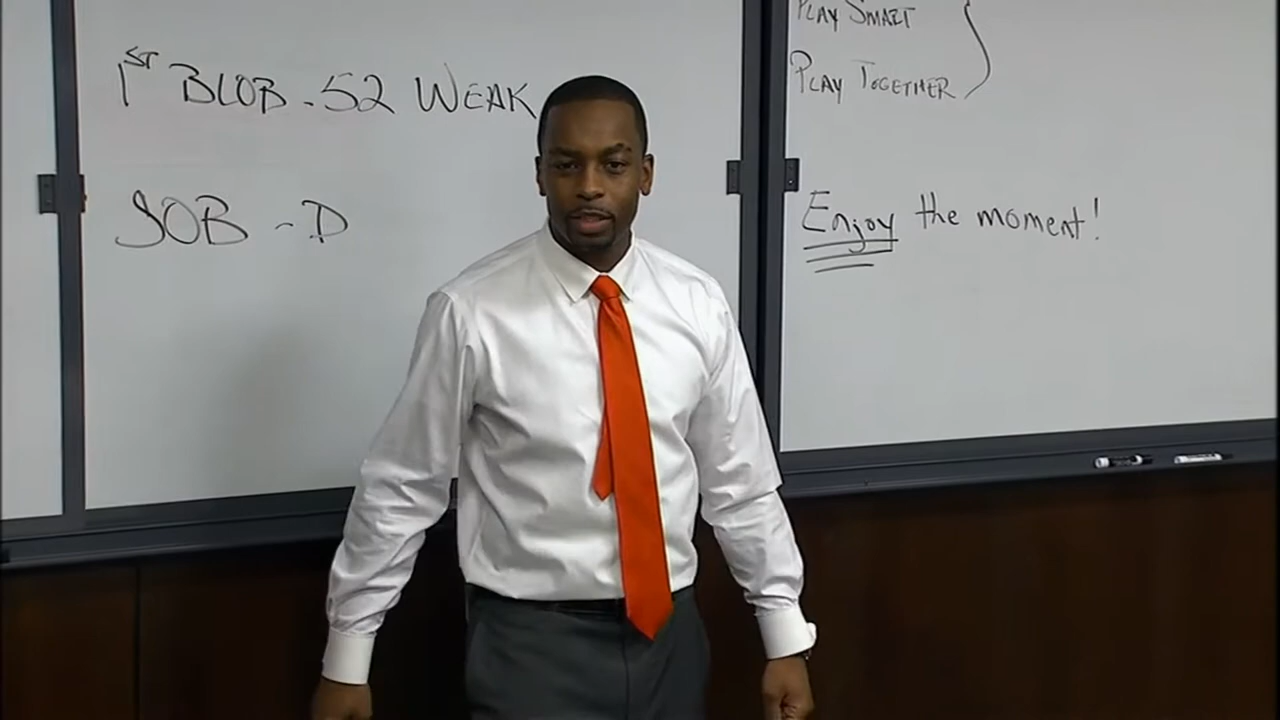 1ST BLOB - 52 WEAK
SOB - D
PLAY SMART
PLAY TOGETHER
Enjoy the moment!